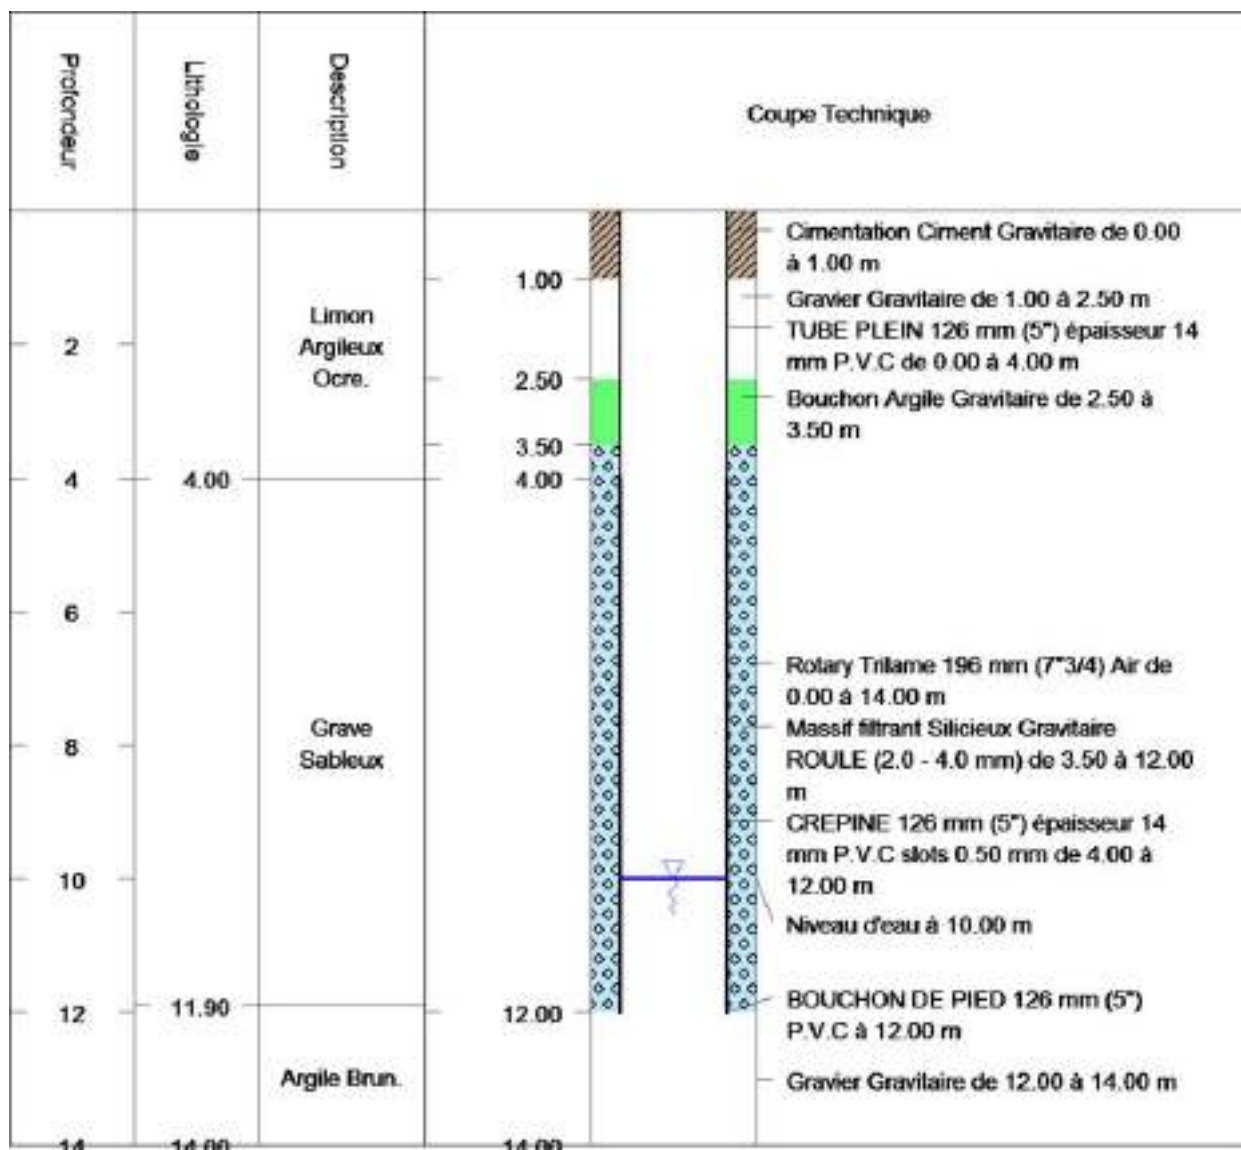 Profondeur
Lithologie
Description
Coupe Technique
Cimentation Ciment Gravitaire de 0.00
à 1.00 m
1.00
Gravier Gravitaire de 1.00 à 2.50 m
Limon
Argileux
Ocre.
TUBE PLEIN 126 mm (5") épaisseur 14
mm P.V.C de 0.00 à 4.00 m
2
2.50
Bouchon Argile Gravitaire de 2.50 à
3.50 m
3.50
4
4.00
4.00
6
Rotary Trilame 196 mm (7"3/4) Air de
0.00 à 14.00 m
Grave
Sableux
Massif filtrant Silicieux Gravitaire
ROULE (2.0 - 4.0 mm) de 3.50 à 12.00
m
8
CREPINE 126 mm (5") épaisseur 14
mm P.V.C slots 0.50 mm de 4.00 à
12.00 m
10
Niveau d'eau à 10.00 m
12
11.90
12.00
BOUCHON DE PIED 126 mm (5")
P.V.C à 12.00 m
Argile Brun.
Gravier Gravitaire de 12.00 à 14.00 m
14
14.00
14.00